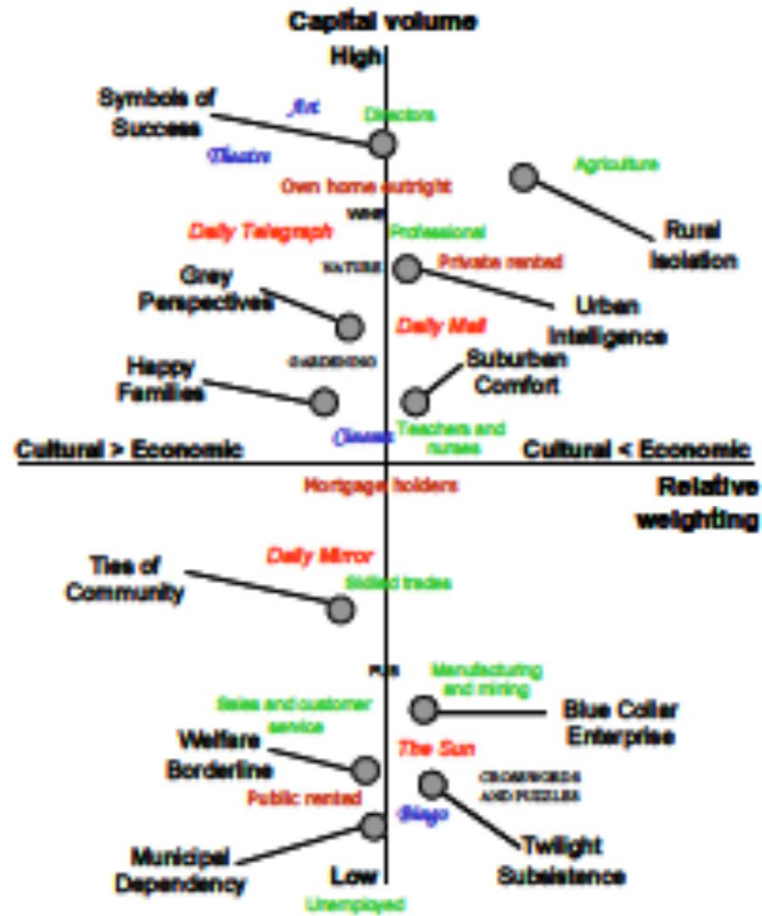 Capital volume
High
Symbols of
Success
Art
Directors
Theatre
Agriculture
Own home outright
Daily Telegraph
Professional
Rural
Isolation
NATURE
Private rented
Grey
Perspectives
Urban
Intelligence
Daily Mail
GARDENING
Suburban
Comfort
Happy
Families
Cinema
Teachers and
nurses
Cultural > Economic
Cultural < Economic
Mortgage holders
Relative
weighting
Daily Mirror
Ties of
Community
Skilled trades
PUB
Manufacturing
and mining
Sales and customer
service
Blue Collar
Enterprise
Welfare
Borderline
The Sun
CROSSWORDS
AND PUZZLES
Public rented
Bingo
Municipal
Dependency
Twilight
Subsistence
Low
Unemployed